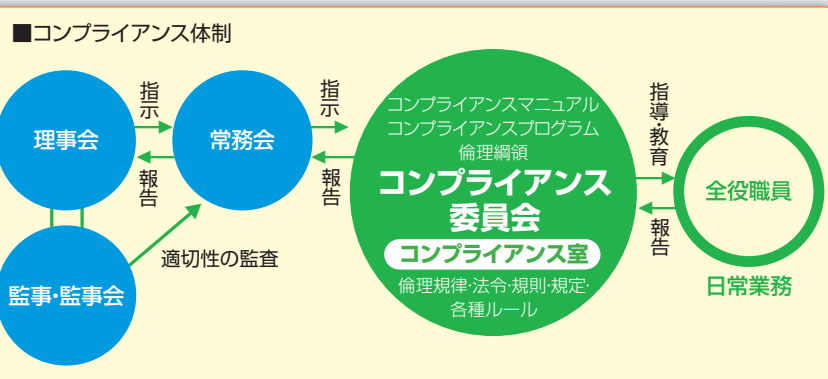 ■コンプライアンス体制
理事会
指示
報告
常務会
指示
報告
監事・監事会
適切性の監査
コンプライアンスマニュアル
コンプライアンスプログラム
倫理綱領
コンプライアンス
委員会
コンプライアンス室
倫理規律・法令・規則・規定・
各種ルール
指導・教育
報告
全役職員
日常業務